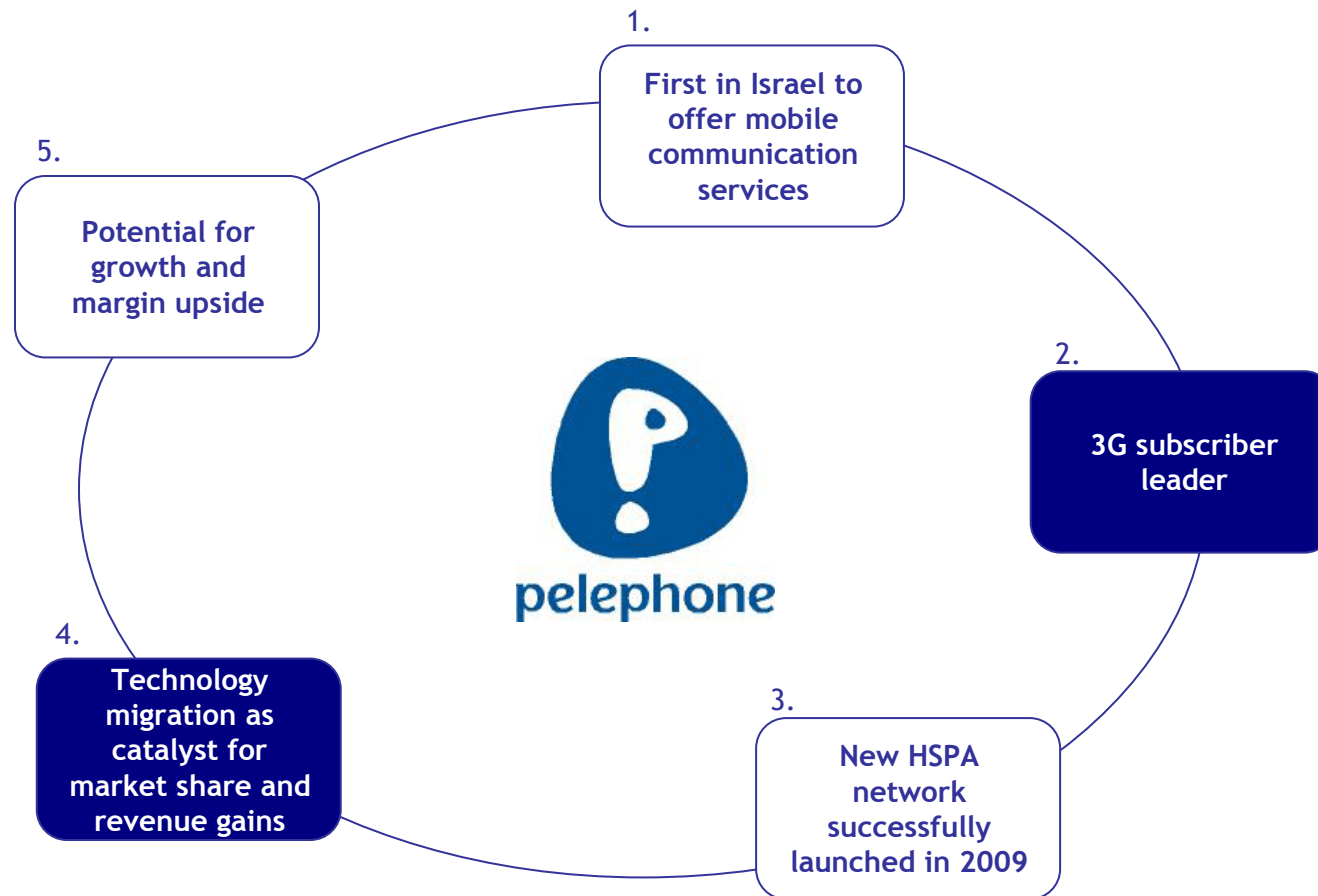 1.
First in Israel to
offer mobile
communication
services
2.
3G subscriber
leader
3.
New HSPA
network
successfully
launched in 2009
4.
Technology
migration as
catalyst for
market share and
revenue gains
5.
Potential for
growth and
margin upside
pelephone